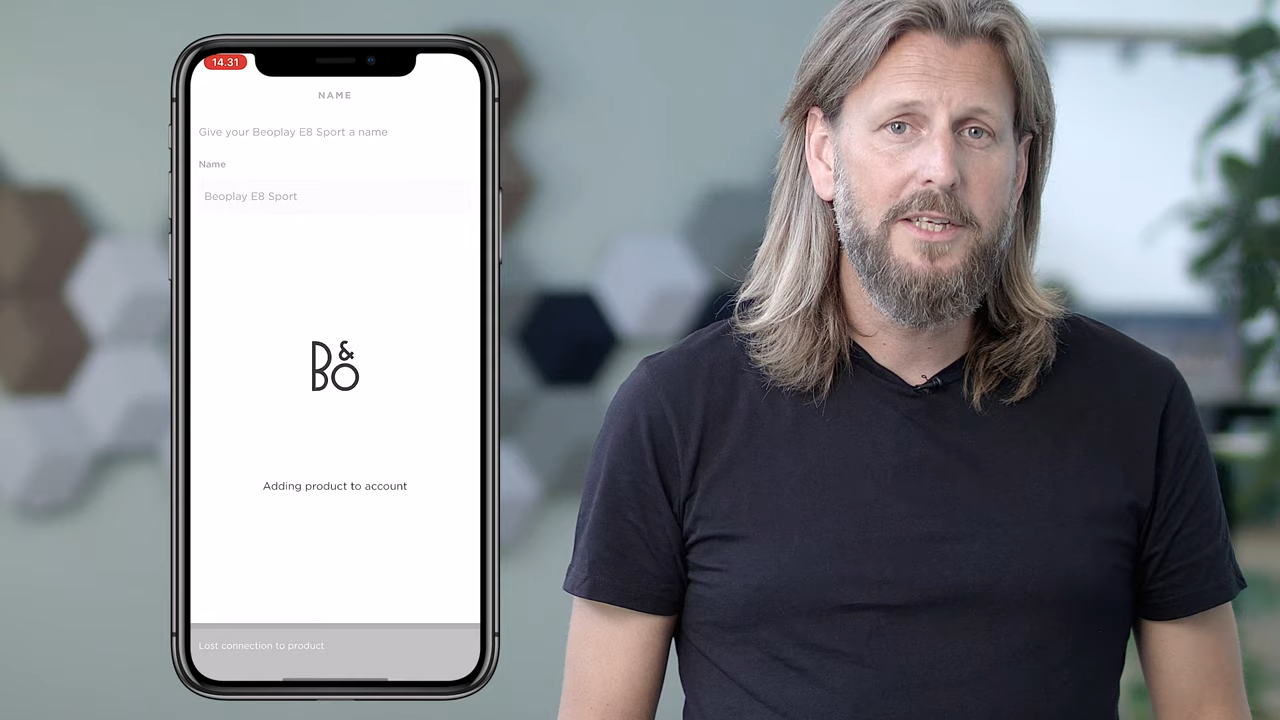 14.31
NAME
Give your Beoplay E8 Sport a name
Name
Beoplay E8 Sport
B&O
Adding product to account
Lost connection to product